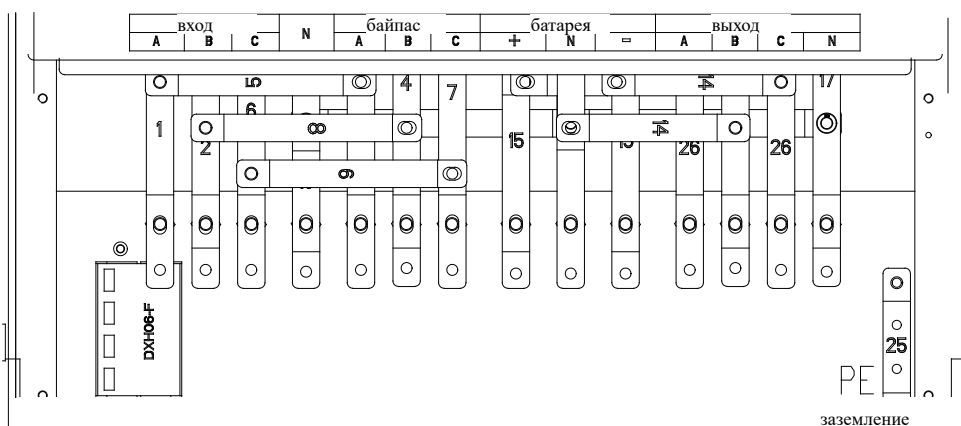 вход байпас батарея выход
A B C N A B C + N - A B C N
5 4 14 17
6 7
1 8 14
2 15 15 26 26
9
DXH06-F
25
PE
заземление